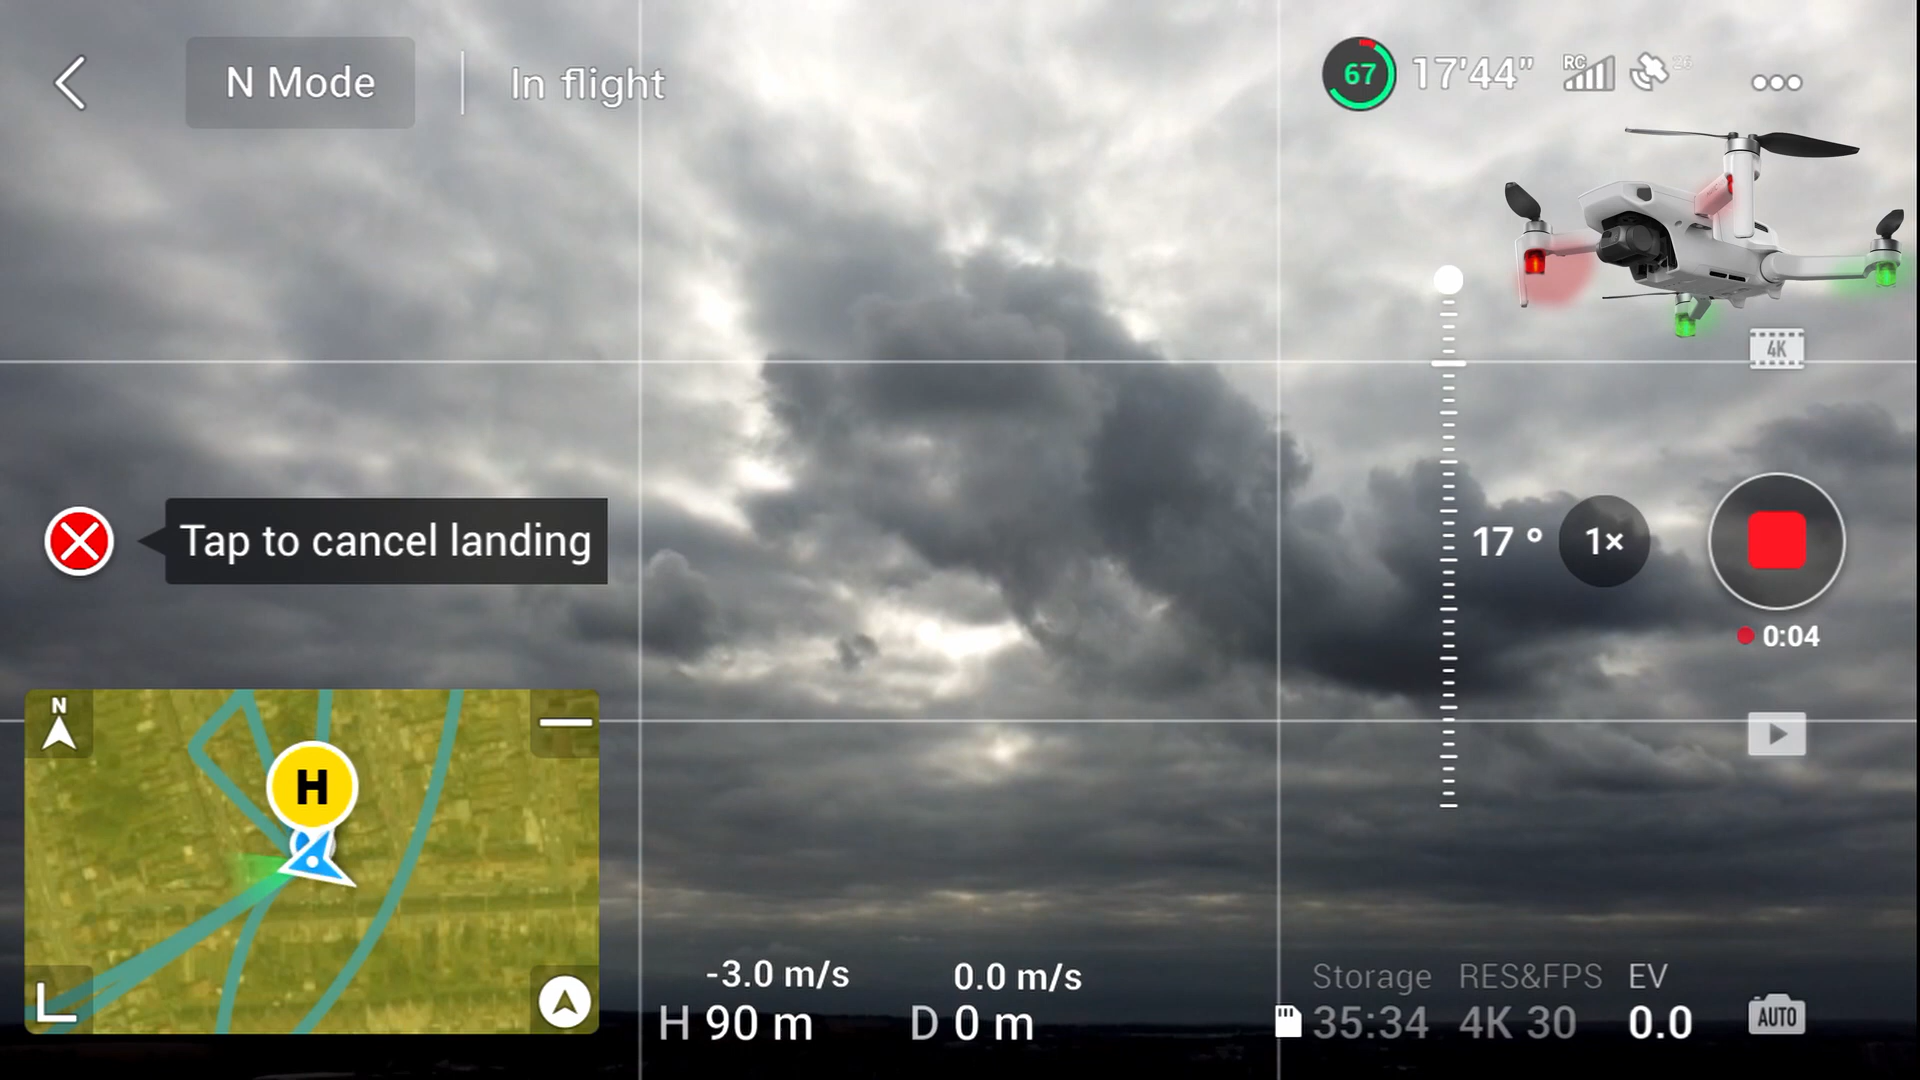 N Mode
In flight
67
17'44"
RC
26
4K
Tap to cancel landing
17 °
1×
0:04
N
H
-3.0 m/s
0.0 m/s
H 90 m
D 0 m
Storage
RES&FPS
EV
35:34
4K 30
0.0
AUTO